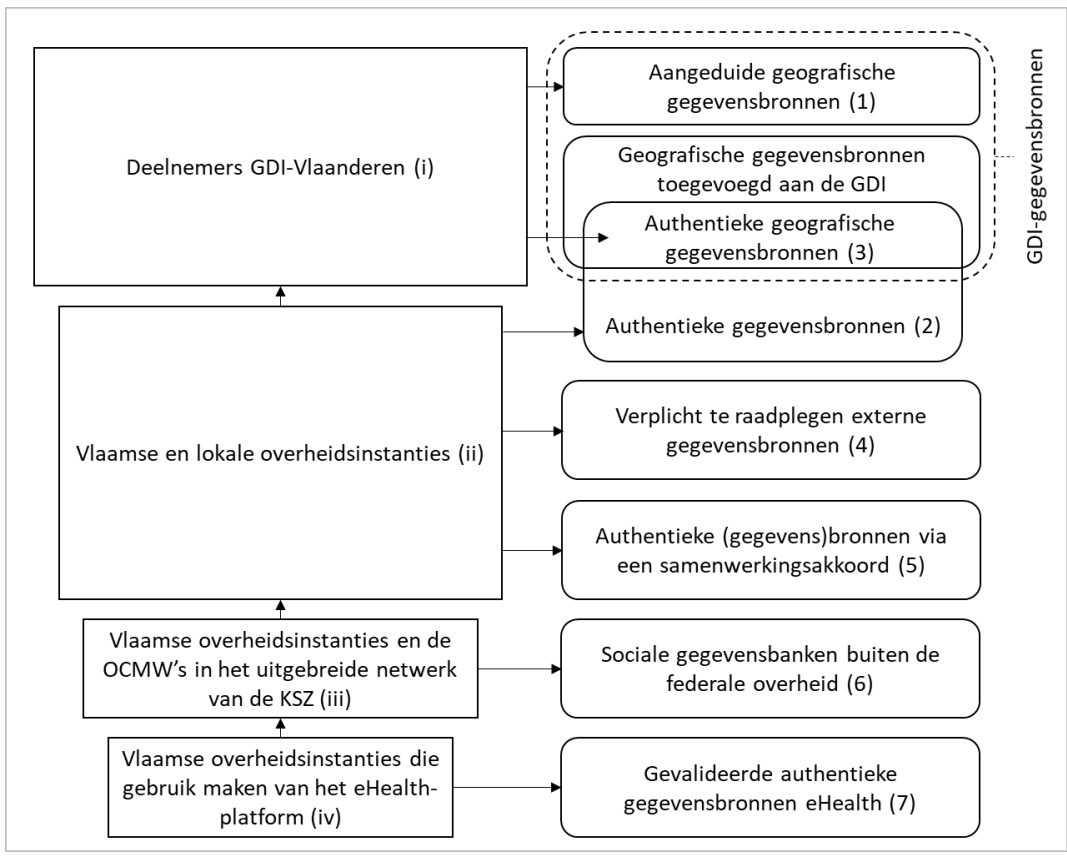 Deelnemers GDI-Vlaanderen (i)
Aangeduide geografische
gegevensbronnen (1)
Geografische gegevensbronnen
toegevoegd aan de GDI
Authentieke geografische
gegevensbronnen (3)
Authentieke gegevensbronnen (2)
GDI-gegevensbronnen
Vlaamse en lokale overheidsinstanties (ii)
Verplicht te raadplegen externe
gegevensbronnen (4)
Authentieke (gegevens)bronnen via
een samenwerkingsakkoord (5)
Vlaamse overheidsinstanties en de
OCMW’s in het uitgebreide netwerk
van de KSZ (iii)
Sociale gegevensbanken buiten de
federale overheid (6)
Vlaamse overheidsinstanties die
gebruik maken van het eHealth-
platform (iv)
Gevalideerde authentieke
gegevensbronnen eHealth (7)